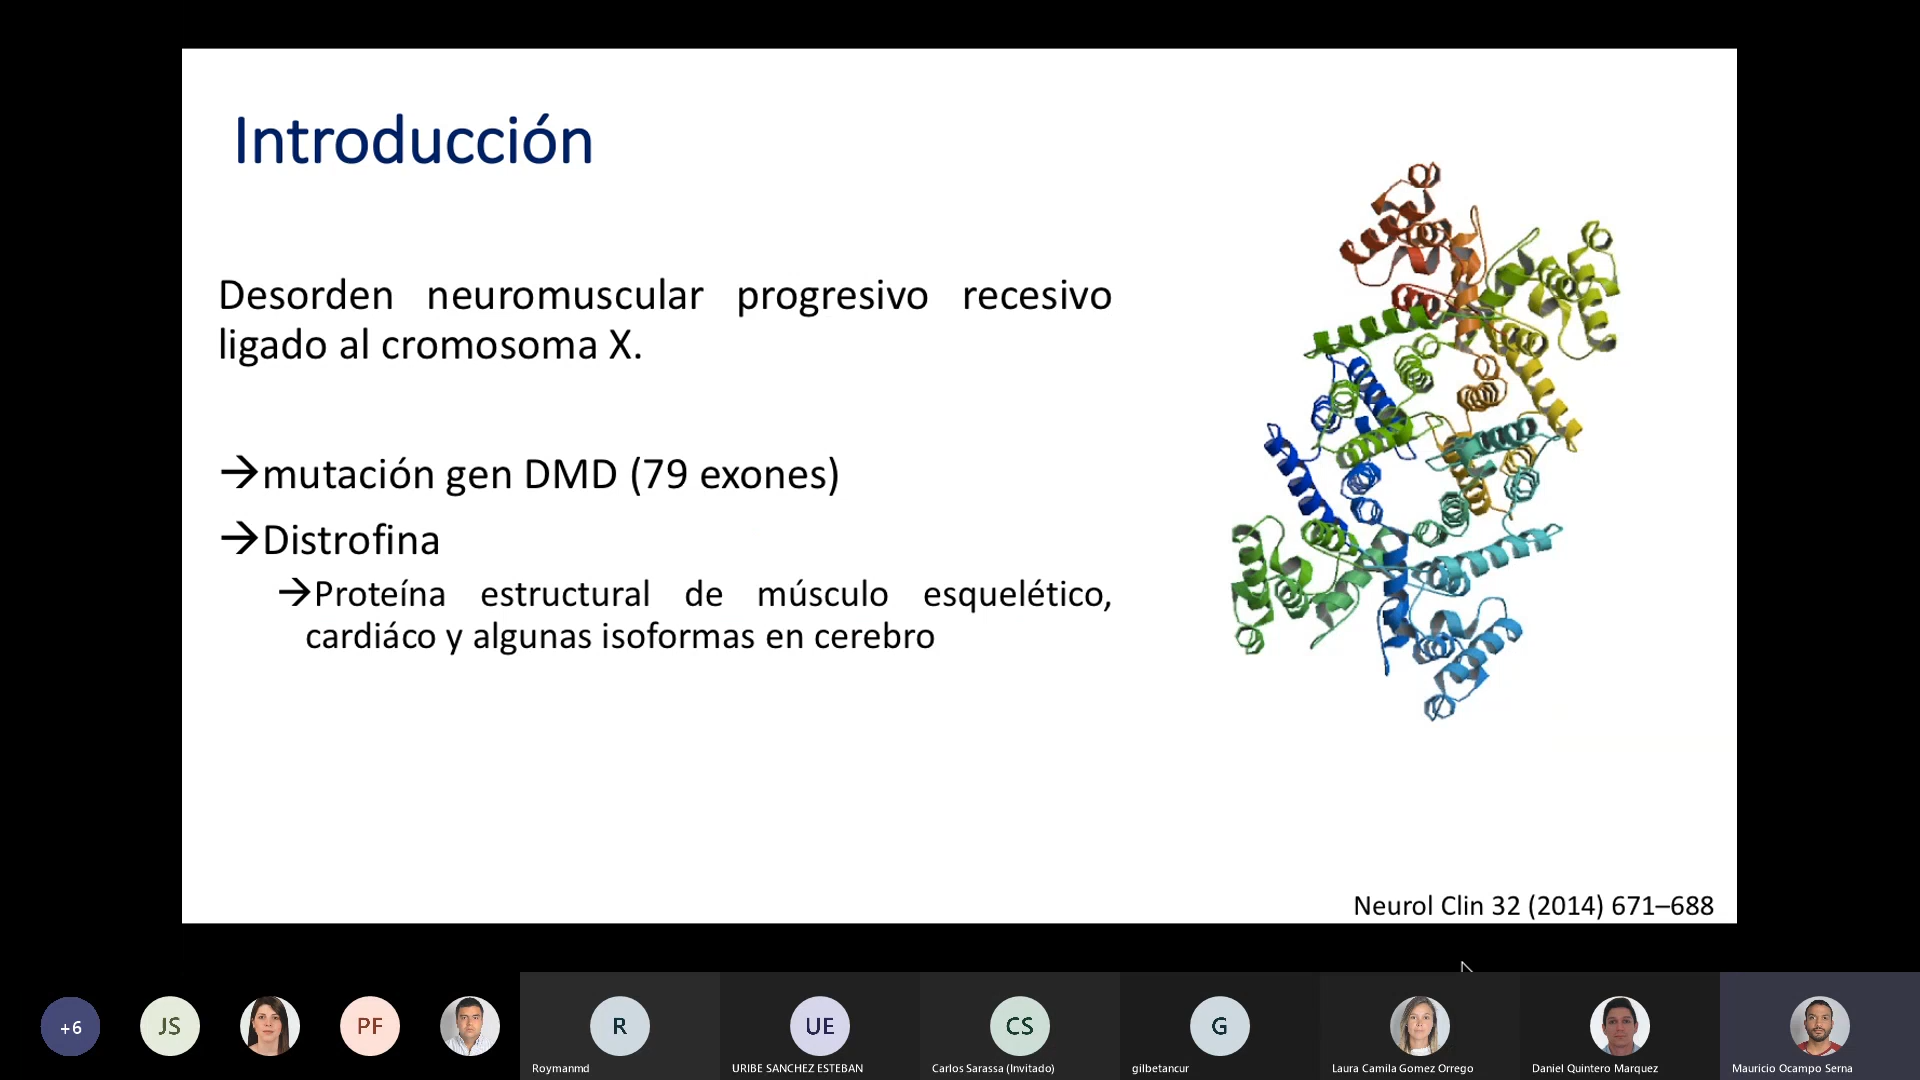 Introducción
Desorden neuromuscular progresivo recesivo
ligado al cromosoma X.
→mutación gen DMD (79 exones)
→Distrofina
→Proteína estructural de músculo esquelético,
cardiáco y algunas isoformas en cerebro
Neurol Clin 32 (2014) 671–688
+6
JS
PF
R
UE
CS
G
Roymanmd
URIBE SANCHEZ ESTEBAN
Carlos Sarassa (Invitado)
gilbetancur
Laura Camila Gomez Orrego
Daniel Quintero Marquez
Mauricio Ocampo Serna